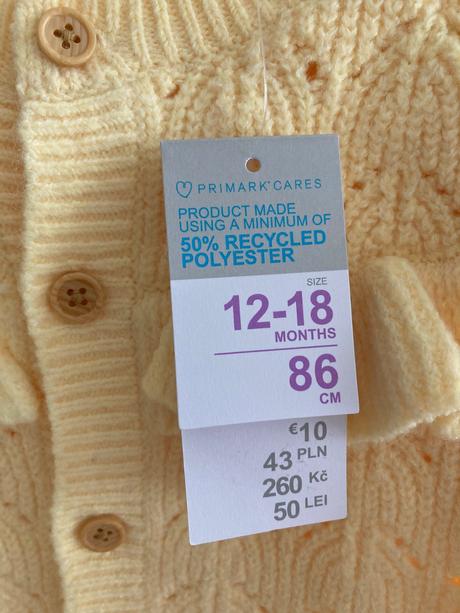 PRIMARK® CARES
PRODUCT MADE
USING A MINIMUM OF
50% RECYCLED
POLYESTER
SIZE
12-18
MONTHS
86
CM
€10
43 PLN
260 Kč
50 LEI